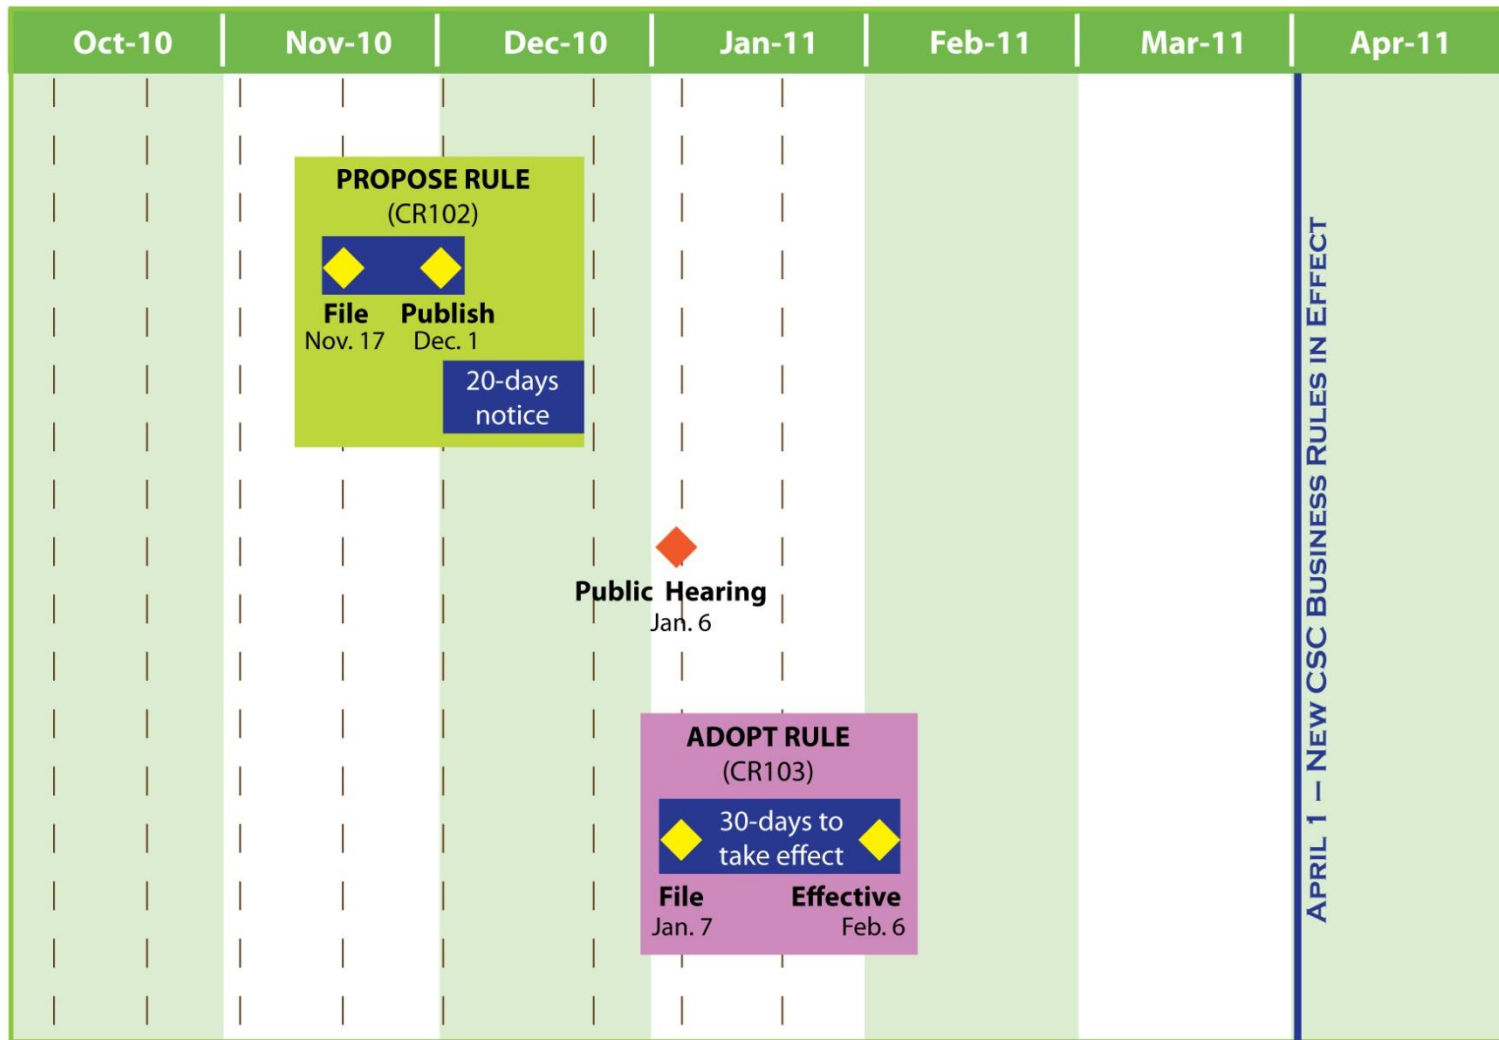 Oct-10 Nov-10 Dec-10 Jan-11 Feb-11 Mar-11 Apr-11
PROPOSE RULE
(CR102)
File Publish
Nov. 17 Dec. 1
20-days
notice
Public Hearing
Jan. 6
ADOPT RULE
(CR103)
30-days to
take effect
File Effective
Jan. 7 Feb. 6
APRIL 1 – NEW CSC BUSINESS RULES IN EFFECT